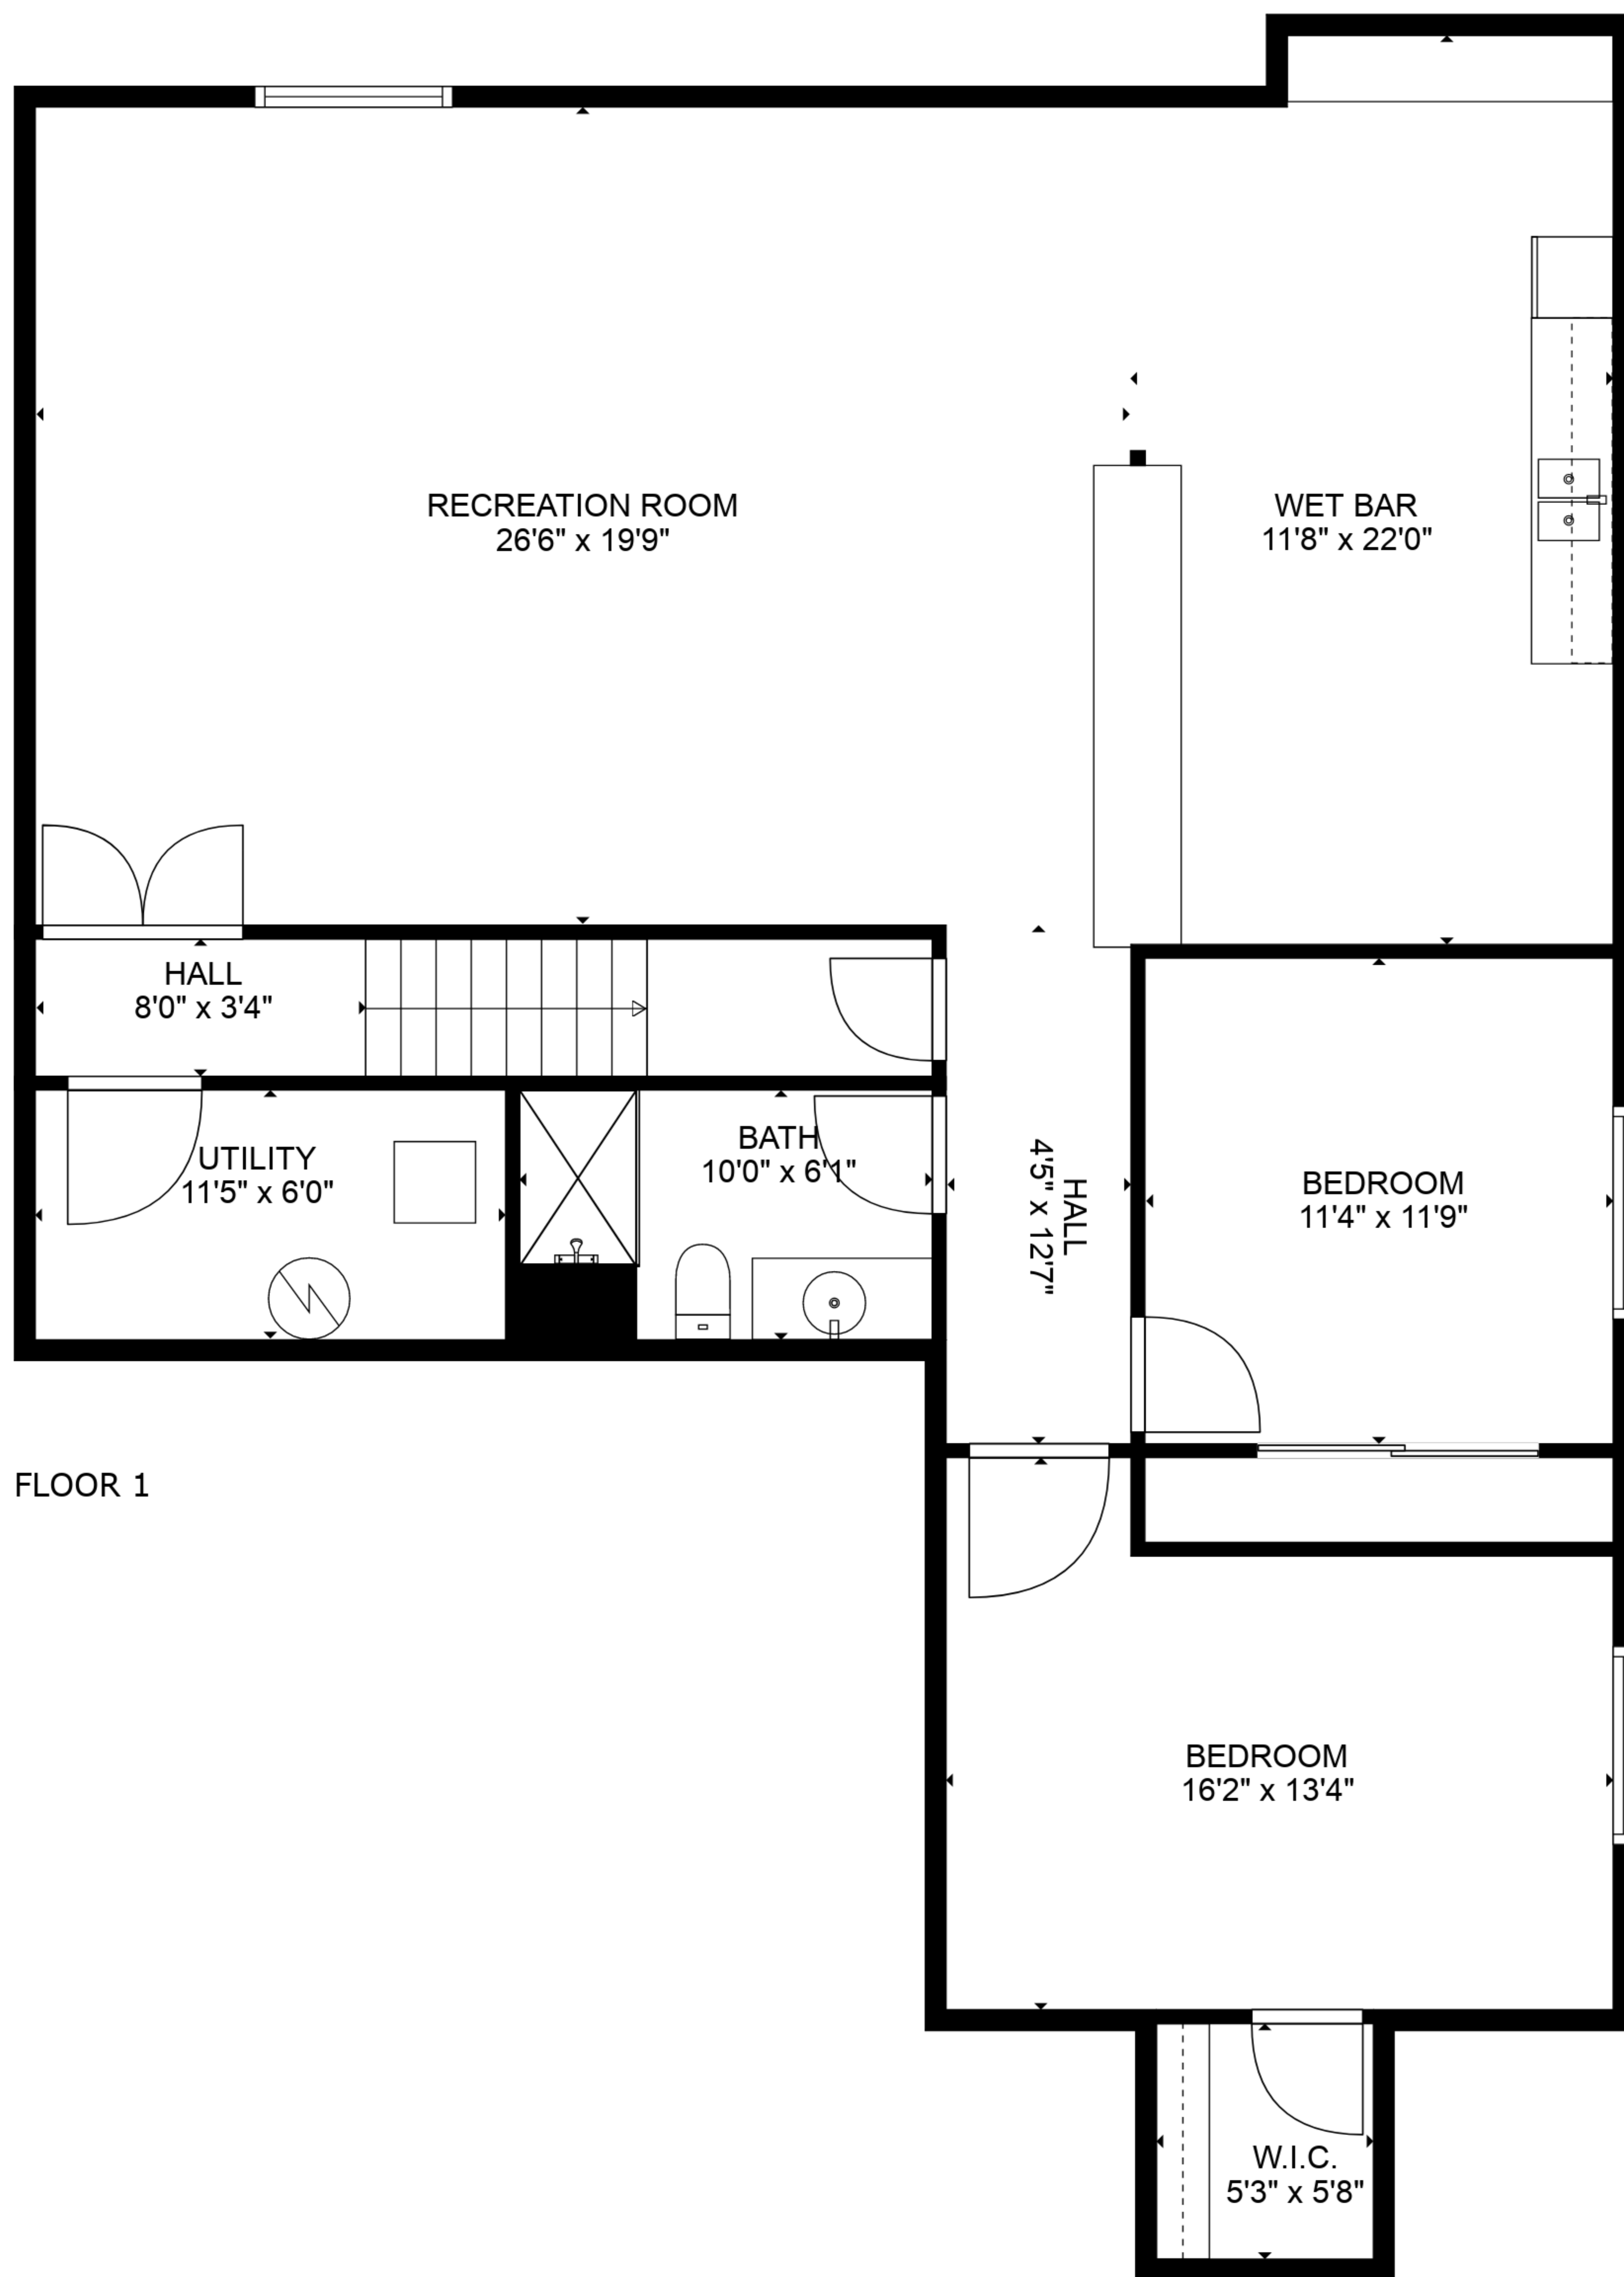 RECREATION ROOM
26'6" x 19'9"
WET BAR
11'8" x 22'0"
HALL
8'0" x 3'4"
UTILITY
11'5" x 6'0"
BATH
10'0" x 6'1"
HALL
4'5" x 12'7"
BEDROOM
11'4" x 11'9"
FLOOR 1
BEDROOM
16'2" x 13'4"
W.I.C.
5'3" x 5'8"